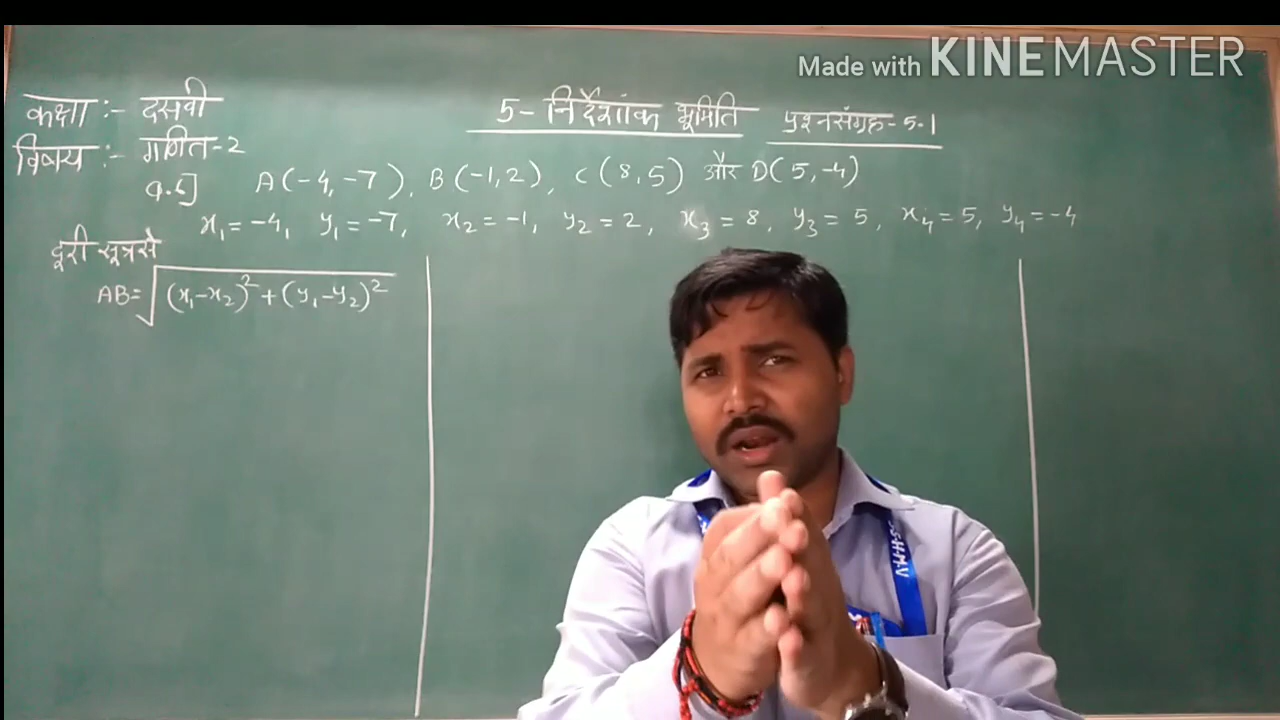 Made with KINEMASTER
कक्षा :- दसवी
5- निर्देशांक भूमिति प्रश्नसंग्रह-5.1
विषय :- गणित-2
Q.6] A(-4,-7), B(-1,2), C(8,5) और D(5,-4)
x₁=-4, y₁=-7, x₂=-1, y₂=2, x₃=8, y₃=5, x₄=5, y₄=-4
दूरी सूत्रसे
AB=√(x₁-x₂)²+(y₁-y₂)²
S.H.M.V